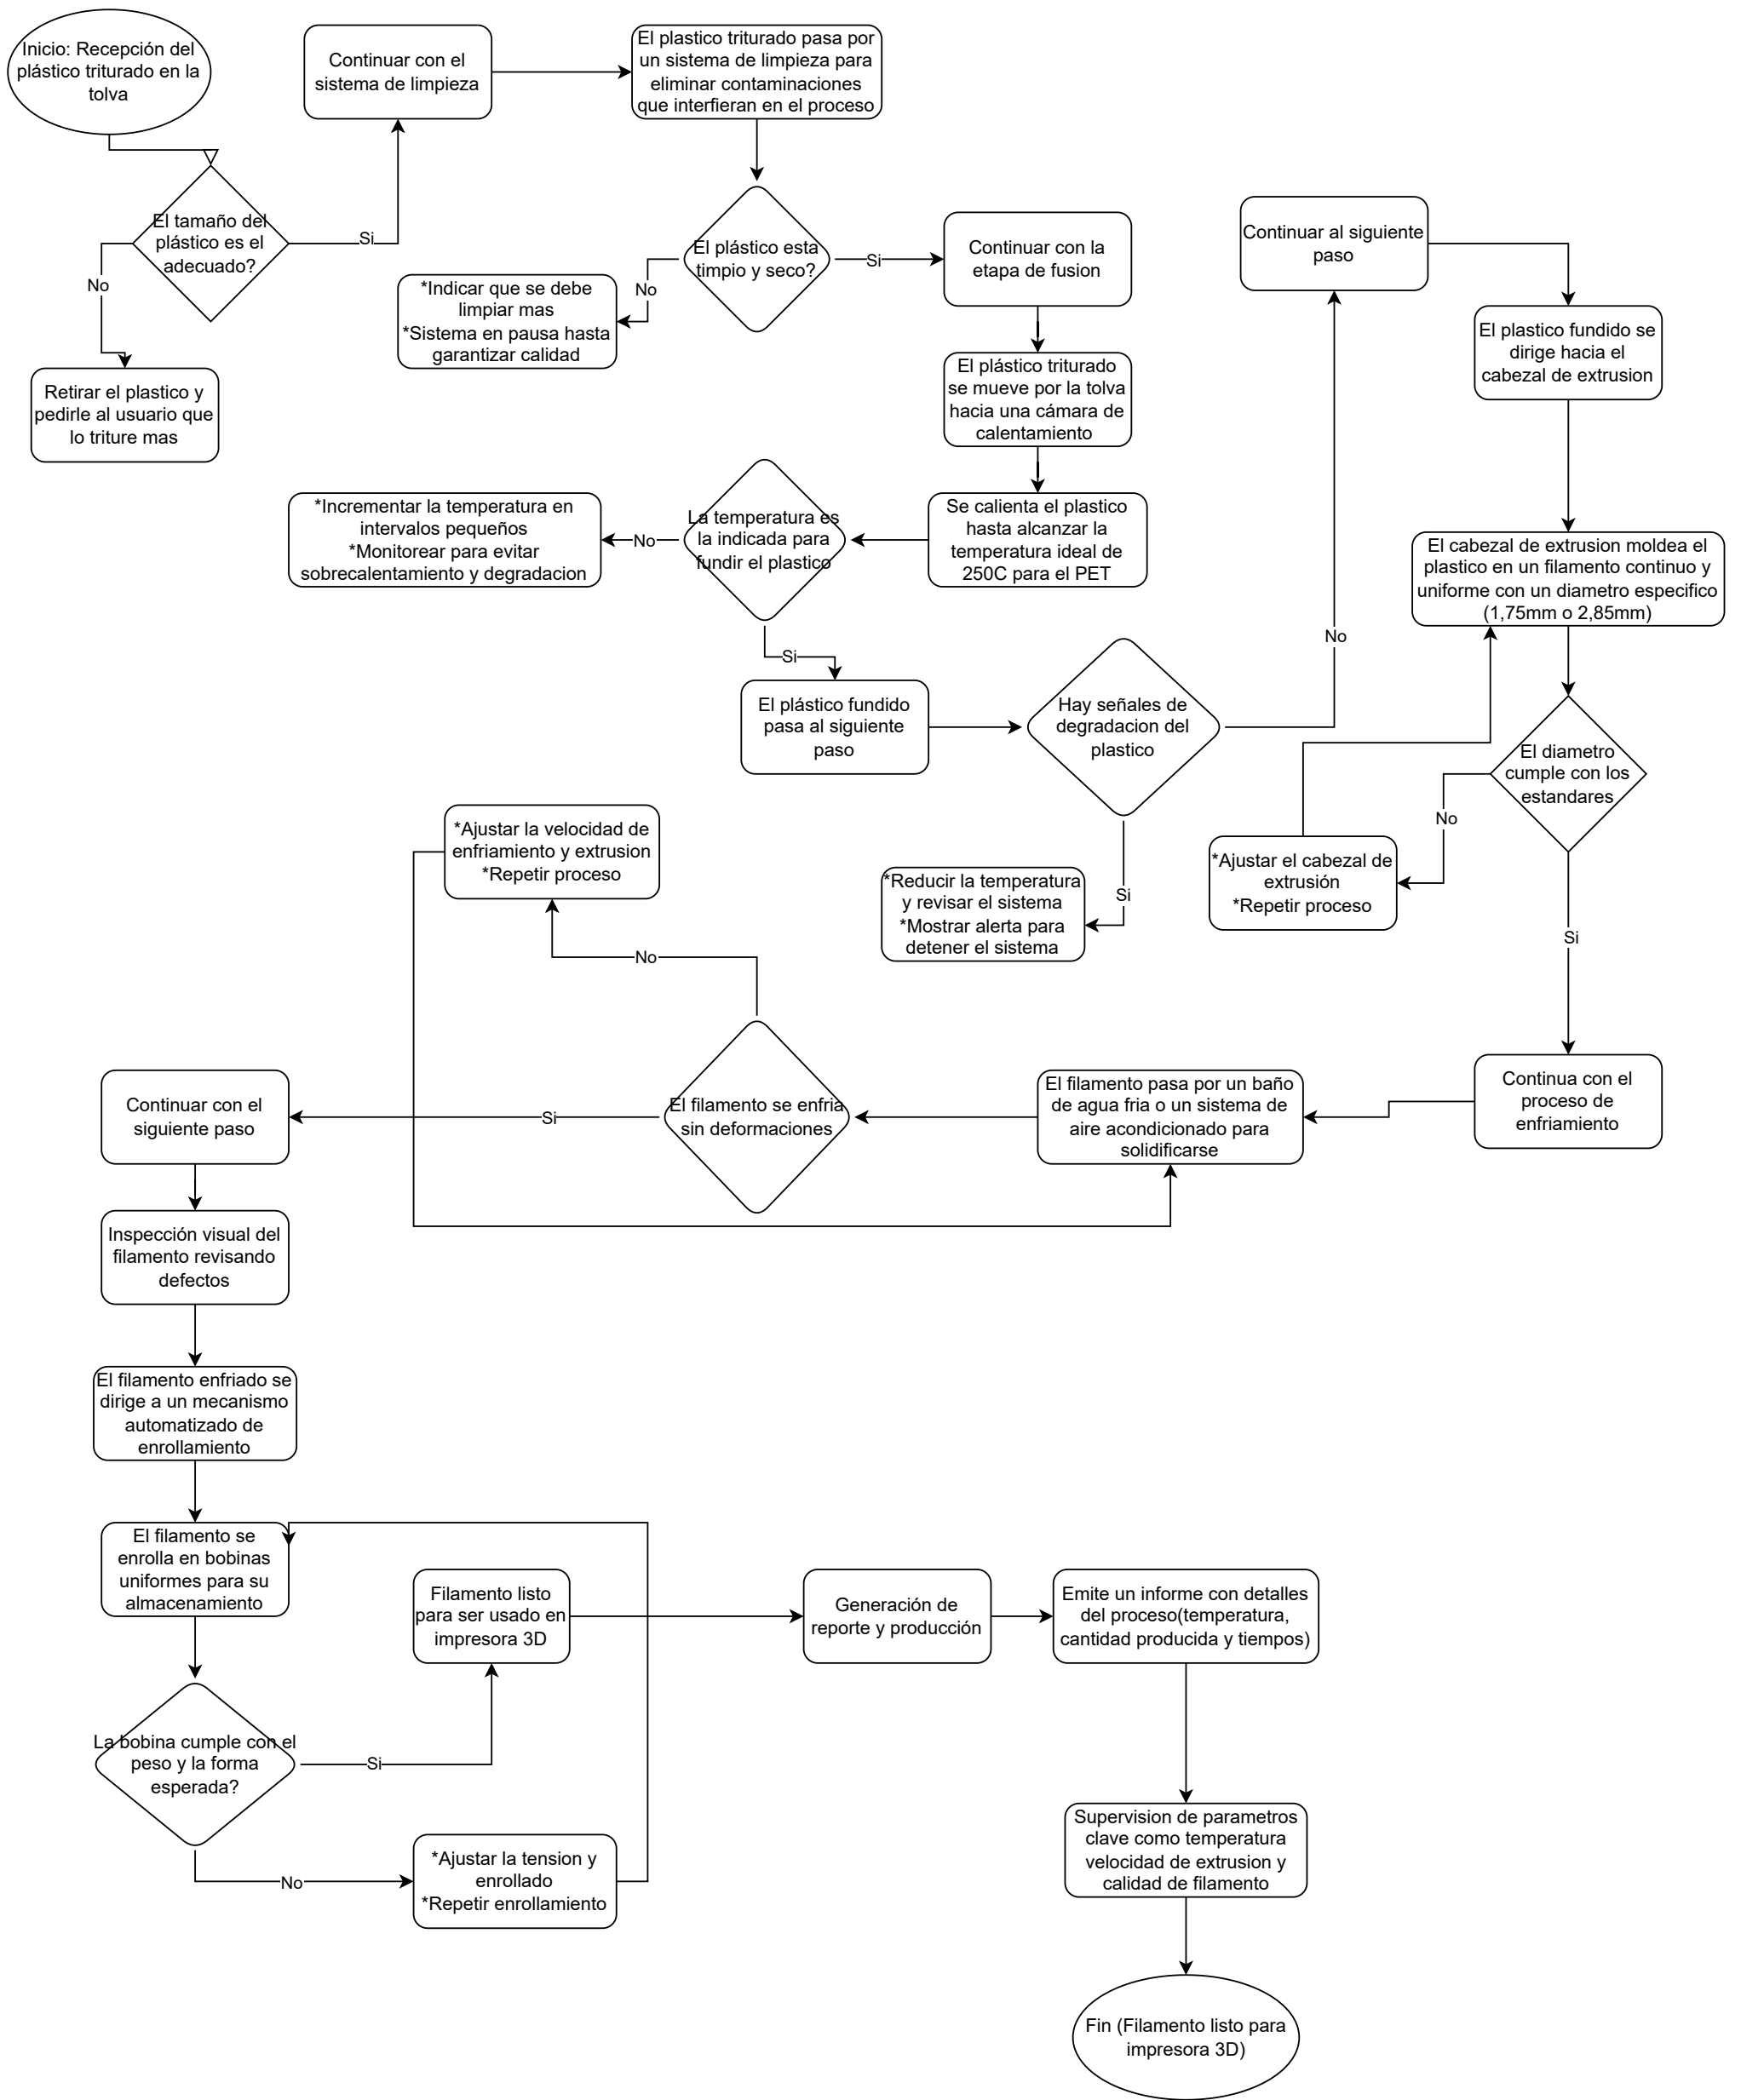 Inicio: Recepción del
plástico triturado en la
tolva
El tamaño del
plástico es el
adecuado?
No
Si
Retirar el plastico y
pedirle al usuario que
lo triture mas
Continuar con el
sistema de limpieza
El plastico triturado pasa por
un sistema de limpieza para
eliminar contaminaciones
que interfieran en el proceso
El plástico esta
timpio y seco?
No
Si
*Indicar que se debe
limpiar mas
*Sistema en pausa hasta
garantizar calidad
Continuar con la
etapa de fusion
El plástico triturado
se mueve por la tolva
hacia una cámara de
calentamiento
Se calienta el plastico
hasta alcanzar la
temperatura ideal de
250C para el PET
La temperatura es
la indicada para
fundir el plastico
No
Si
*Incrementar la temperatura en
intervalos pequeños
*Monitorear para evitar
sobrecalentamiento y degradacion
El plástico fundido
pasa al siguiente
paso
Hay señales de
degradacion del
plastico
No
Si
*Reducir la temperatura
y revisar el sistema
*Mostrar alerta para
detener el sistema
Continuar al siguiente
paso
El plastico fundido se
dirige hacia el
cabezal de extrusion
El cabezal de extrusion moldea el
plastico en un filamento continuo y
uniforme con un diametro especifico
(1,75mm o 2,85mm)
El diametro
cumple con los
estandares
No
Si
*Ajustar el cabezal de
extrusión
*Repetir proceso
Continua con el
proceso de
enfriamiento
El filamento pasa por un baño
de agua fria o un sistema de
aire acondicionado para
solidificarse
El filamento se enfria
sin deformaciones
No
Si
*Ajustar la velocidad de
enfriamiento y extrusion
*Repetir proceso
Continuar con el
siguiente paso
Inspección visual del
filamento revisando
defectos
El filamento enfriado se
dirige a un mecanismo
automatizado de
enrollamiento
El filamento se
enrolla en bobinas
uniformes para su
almacenamiento
La bobina cumple con el
peso y la forma
esperada?
Si
No
*Ajustar la tension y
enrollado
*Repetir enrollamiento
Filamento listo
para ser usado en
impresora 3D
Generación de
reporte y producción
Emite un informe con detalles
del proceso(temperatura,
cantidad producida y tiempos)
Supervision de parametros
clave como temperatura
velocidad de extrusion y
calidad de filamento
Fin (Filamento listo para
impresora 3D)